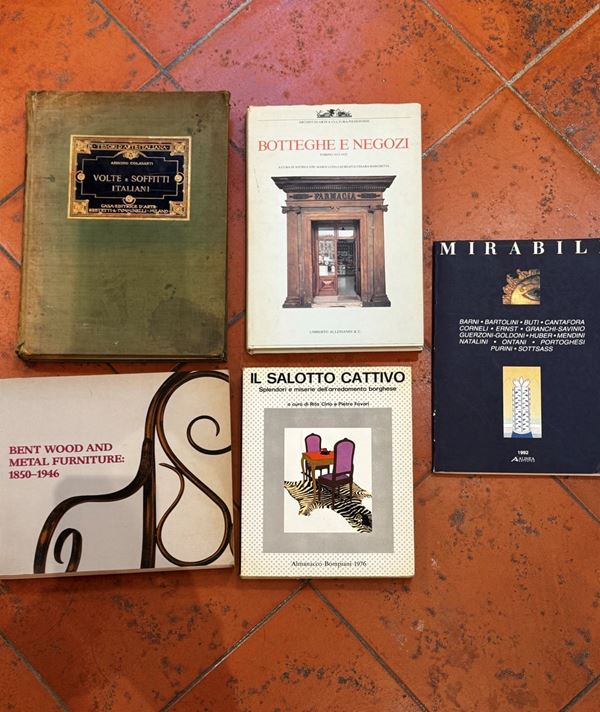 TESORI D'ARTE ITALIANA
ARDUINO COLASANTI
VOLTE E SOFFITTI
ITALIANI
CASA EDITRICE D'ARTE
BESTETTI & TUMMINELLI - MILANO
BOTTEGHE E NEGOZI
FARMACIA
UMBERTO ALLEMANDI & C.
MIRABILI
BARNI • BARTOLINI • BUTI • CANTAFORA
CORNELI • ERNST • GRANCHI-SAVINIO
GUERZONI-GOLDONI • HUBER • MENDINI
NATALINI • ONTANI • PORTOGHESI
PURINI • SOTTSASS
1992
BENT WOOD AND
METAL FURNITURE:
1850–1946
IL SALOTTO CATTIVO
Splendori e miserie dell'arredamento borghese
a cura di Rita Cirio e Pietro Favari
Almanacco Bompiani 1976